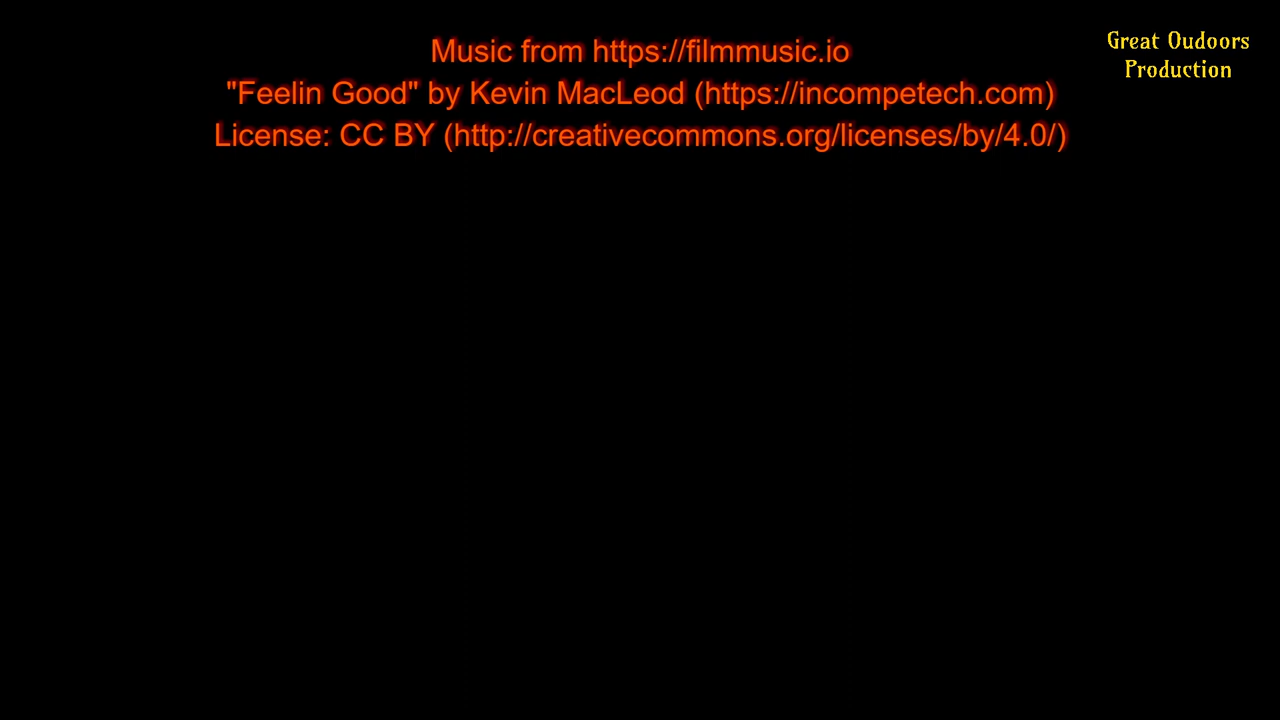 Music from https://filmmusic.io
"Feelin Good" by Kevin MacLeod (https://incompetech.com)
License: CC BY (http://creativecommons.org/licenses/by/4.0/)
Great Oudoors
Production